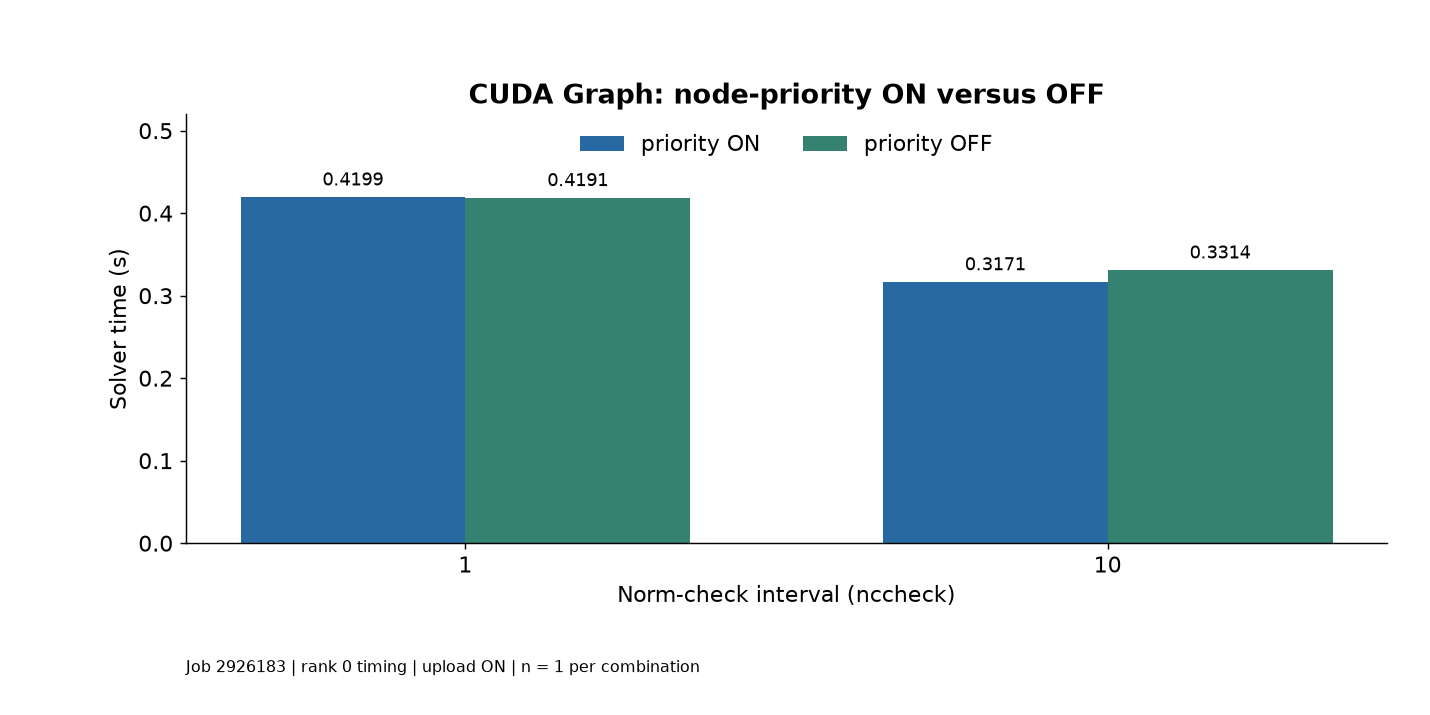 CUDA Graph: node-priority ON versus OFF
priority ON priority OFF
0.5
0.4
0.3
0.2
0.1
0.0
Solver time (s)
0.4199
0.4191
0.3171
0.3314
1
10
Norm-check interval (nccheck)
Job 2926183 | rank 0 timing | upload ON | n = 1 per combination